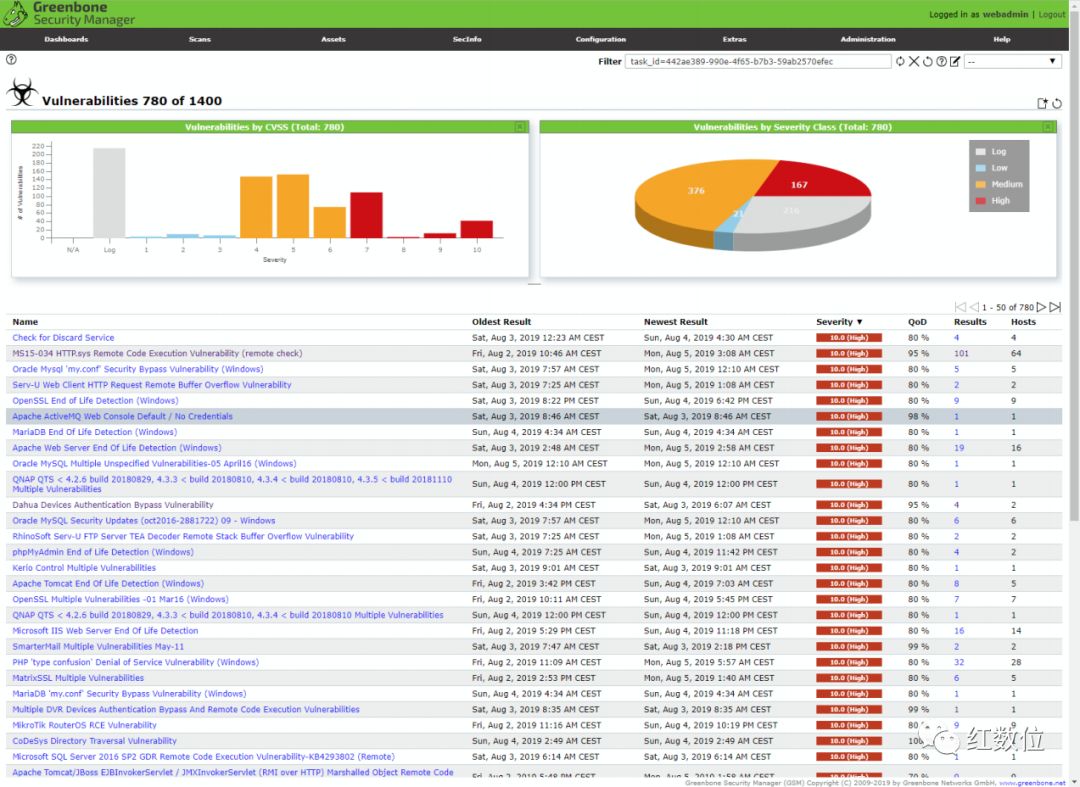 Greenbone
Security Manager
Logged in as webadmin | Logout
Dashboards Scans Assets SecInfo Configuration Extras Administration Help
Filter task_id=442ae389-990e-4f65-b7b3-59ab2570efec --
Vulnerabilities 780 of 1400
Vulnerabilities by CVSS (Total: 780)
# of Vulnerabilities
220
200
180
160
140
120
100
80
60
40
20
0
N/A Log 1 2 3 4 5 6 7 8 9 10
Severity
Vulnerabilities by Severity Class (Total: 780)
376
167
21
216
Log
Low
Medium
High
1 - 50 of 780
Name Oldest Result Newest Result Severity ▼ QoD Results Hosts
Check for Discard Service Sat, Aug 3, 2019 12:23 AM CEST Sun, Aug 4, 2019 4:30 AM CEST 10.0 (High) 80 % 4 4
MS15-034 HTTP.sys Remote Code Execution Vulnerability (remote check) Fri, Aug 2, 2019 10:46 AM CEST Mon, Aug 5, 2019 3:08 AM CEST 10.0 (High) 95 % 101 64
Oracle Mysql 'my.conf' Security Bypass Vulnerability (Windows) Sat, Aug 3, 2019 7:57 AM CEST Mon, Aug 5, 2019 12:10 AM CEST 10.0 (High) 80 % 5 5
Serv-U Web Client HTTP Request Remote Buffer Overflow Vulnerability Sat, Aug 3, 2019 7:25 AM CEST Mon, Aug 5, 2019 1:08 AM CEST 10.0 (High) 80 % 2 2
OpenSSL End of Life Detection (Windows) Sat, Aug 3, 2019 8:22 PM CEST Sun, Aug 4, 2019 6:42 PM CEST 10.0 (High) 80 % 9 9
Apache ActiveMQ Web Console Default / No Credentials Sat, Aug 3, 2019 8:46 AM CEST Sat, Aug 3, 2019 8:46 AM CEST 10.0 (High) 98 % 1 1
MariaDB End Of Life Detection (Windows) Sun, Aug 4, 2019 4:34 AM CEST Sun, Aug 4, 2019 4:34 AM CEST 10.0 (High) 80 % 1 1
Apache Web Server End Of Life Detection (Windows) Sat, Aug 3, 2019 2:48 AM CEST Mon, Aug 5, 2019 2:58 AM CEST 10.0 (High) 80 % 19 16
Oracle MySQL Multiple Unspecified Vulnerabilities-05 April16 (Windows) Mon, Aug 5, 2019 12:10 AM CEST Mon, Aug 5, 2019 12:10 AM CEST 10.0 (High) 80 % 1 1
QNAP QTS < 4.2.6 build 20180829, 4.3.3 < build 20180810, 4.3.4 < build 20180810, 4.3.5 < build 20181110
Multiple Vulnerabilities Sun, Aug 4, 2019 12:00 PM CEST Sun, Aug 4, 2019 12:00 PM CEST 10.0 (High) 80 % 1 1
Dahua Devices Authentication Bypass Vulnerability Fri, Aug 2, 2019 4:34 PM CEST Sat, Aug 3, 2019 6:07 AM CEST 10.0 (High) 95 % 4 2
Oracle MySQL Security Updates (oct2016-2881722) 09 - Windows Sat, Aug 3, 2019 7:57 AM CEST Mon, Aug 5, 2019 12:10 AM CEST 10.0 (High) 80 % 6 6
RhinoSoft Serv-U FTP Server TEA Decoder Remote Stack Buffer Overflow Vulnerability Sat, Aug 3, 2019 7:25 AM CEST Mon, Aug 5, 2019 1:08 AM CEST 10.0 (High) 80 % 2 2
phpMyAdmin End of Life Detection (Windows) Sun, Aug 4, 2019 7:25 AM CEST Sun, Aug 4, 2019 11:42 PM CEST 10.0 (High) 80 % 4 2
Kerio Control Multiple Vulnerabilities Sat, Aug 3, 2019 9:01 AM CEST Sat, Aug 3, 2019 9:01 AM CEST 10.0 (High) 80 % 1 1
Apache Tomcat End Of Life Detection (Windows) Fri, Aug 2, 2019 3:42 PM CEST Sun, Aug 4, 2019 7:03 AM CEST 10.0 (High) 80 % 8 5
OpenSSL Multiple Vulnerabilities -01 Mar16 (Windows) Fri, Aug 2, 2019 10:11 AM CEST Sun, Aug 4, 2019 5:45 PM CEST 10.0 (High) 80 % 7 7
QNAP QTS < 4.2.6 build 20180829, 4.3.3 < build 20180810, 4.3.4 < build 20180810 Multiple Vulnerabilities Sun, Aug 4, 2019 12:00 PM CEST Sun, Aug 4, 2019 12:00 PM CEST 10.0 (High) 80 % 1 1
Microsoft IIS Web Server End Of Life Detection Fri, Aug 2, 2019 5:29 PM CEST Sun, Aug 4, 2019 11:18 PM CEST 10.0 (High) 80 % 16 14
SmarterMail Multiple Vulnerabilities May-11 Sat, Aug 3, 2019 7:47 AM CEST Sat, Aug 3, 2019 2:18 PM CEST 10.0 (High) 99 % 2 2
PHP 'type confusion' Denial of Service Vulnerability (Windows) Fri, Aug 2, 2019 11:09 AM CEST Mon, Aug 5, 2019 5:57 AM CEST 10.0 (High) 80 % 32 28
MatrixSSL Multiple Vulnerabilities Fri, Aug 2, 2019 2:53 PM CEST Mon, Aug 5, 2019 1:40 AM CEST 10.0 (High) 80 % 6 5
MariaDB 'my.conf' Security Bypass Vulnerability (Windows) Sun, Aug 4, 2019 4:34 AM CEST Sun, Aug 4, 2019 4:34 AM CEST 10.0 (High) 80 % 1 1
Multiple DVR Devices Authentication Bypass And Remote Code Execution Vulnerabilities Sat, Aug 3, 2019 8:35 AM CEST Sat, Aug 3, 2019 8:35 AM CEST 10.0 (High) 99 % 1 1
MikroTik RouterOS RCE Vulnerability Fri, Aug 2, 2019 11:16 AM CEST Sun, Aug 4, 2019 10:19 PM CEST 10.0 (High) 80 % 9 9
CoDeSys Directory Traversal Vulnerability Sun, Aug 4, 2019 2:49 AM CEST Sun, Aug 4, 2019 2:49 AM CEST 10.0 (High)
Microsoft SQL Server 2016 SP2 GDR Remote Code Execution Vulnerability-KB4293802 (Remote) Sat, Aug 3, 2019 6:14 AM CEST Sat, Aug 3, 2019 6:14 AM CEST 10.0 (High) 80 % 1
Apache Tomcat/JBoss EJBInvokerServlet / JMXInvokerServlet (RMI over HTTP) Marshalled Object Remote Code
红数位
Greenbone Security Manager (GSM) Copyright (C) 2009-2019 by Greenbone Networks GmbH, www.greenbone.net